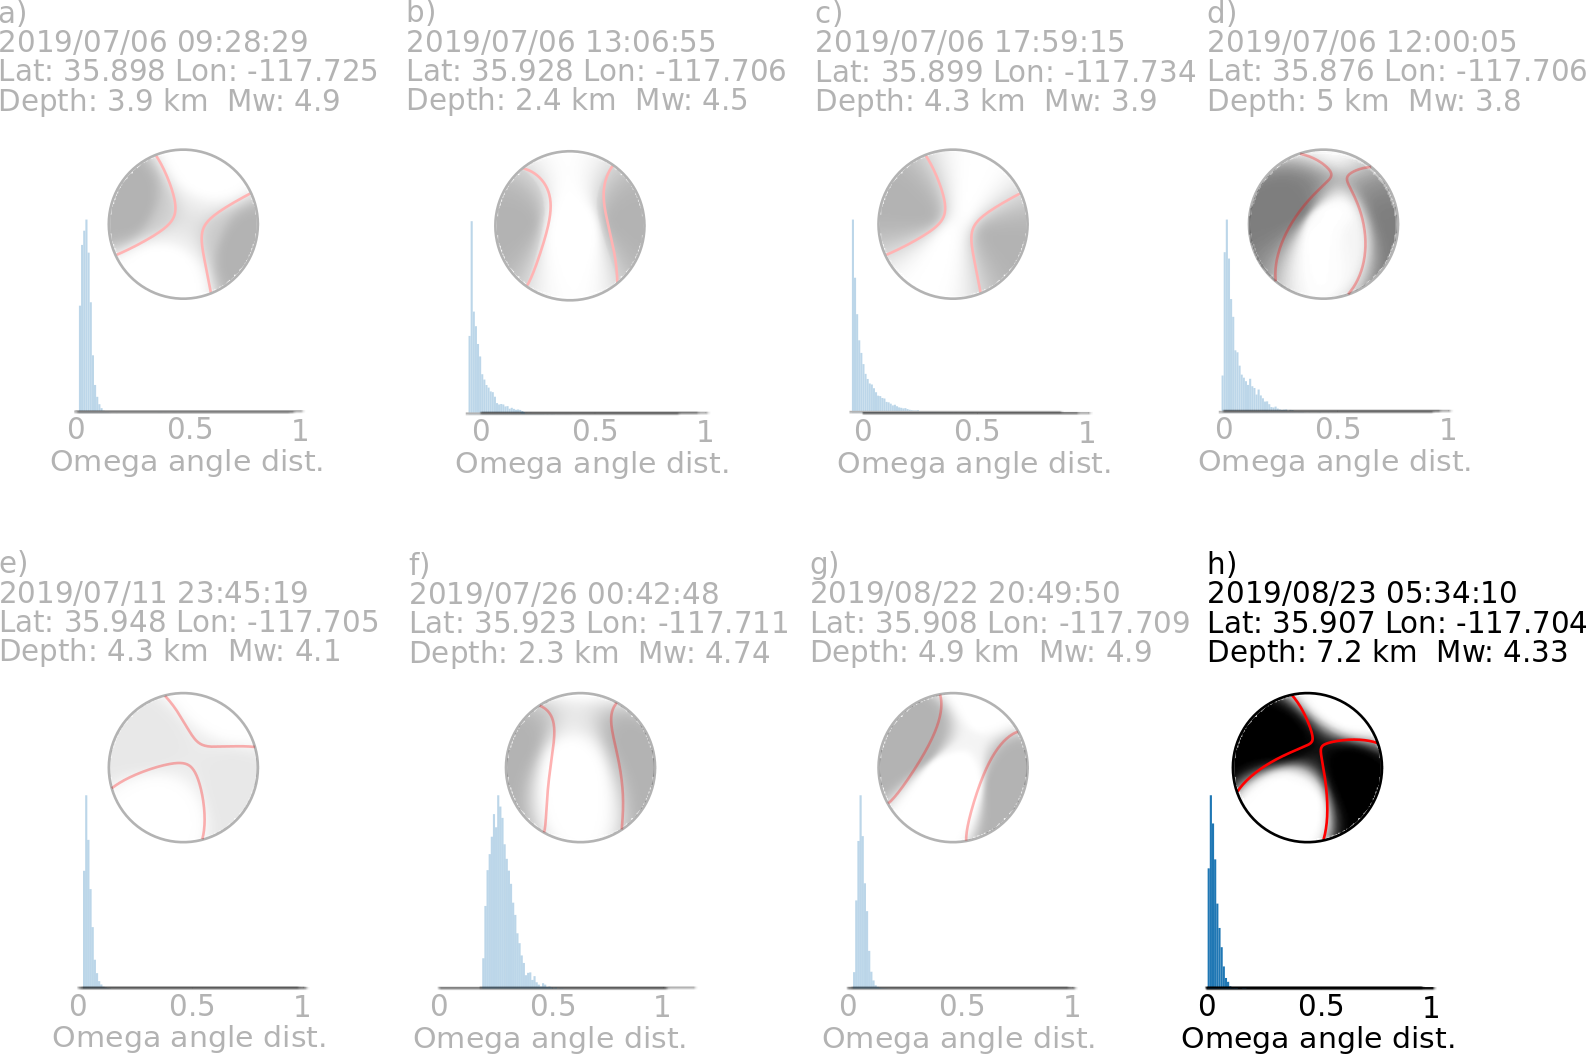 a)
2019/07/06 09:28:29
Lat: 35.898 Lon: -117.725
Depth: 3.9 km  Mw: 4.9
0 0.5 1
Omega angle dist.
b)
2019/07/06 13:06:55
Lat: 35.928 Lon: -117.706
Depth: 2.4 km  Mw: 4.5
0 0.5 1
Omega angle dist.
c)
2019/07/06 17:59:15
Lat: 35.899 Lon: -117.734
Depth: 4.3 km  Mw: 3.9
0 0.5 1
Omega angle dist.
d)
2019/07/06 12:00:05
Lat: 35.876 Lon: -117.706
Depth: 5 km  Mw: 3.8
0 0.5 1
Omega angle dist.
e)
2019/07/11 23:45:19
Lat: 35.948 Lon: -117.705
Depth: 4.3 km  Mw: 4.1
0 0.5 1
Omega angle dist.
f)
2019/07/26 00:42:48
Lat: 35.923 Lon: -117.711
Depth: 2.3 km  Mw: 4.74
0 0.5 1
Omega angle dist.
g)
2019/08/22 20:49:50
Lat: 35.908 Lon: -117.709
Depth: 4.9 km  Mw: 4.9
0 0.5 1
Omega angle dist.
h)
2019/08/23 05:34:10
Lat: 35.907 Lon: -117.704
Depth: 7.2 km  Mw: 4.33
0 0.5 1
Omega angle dist.